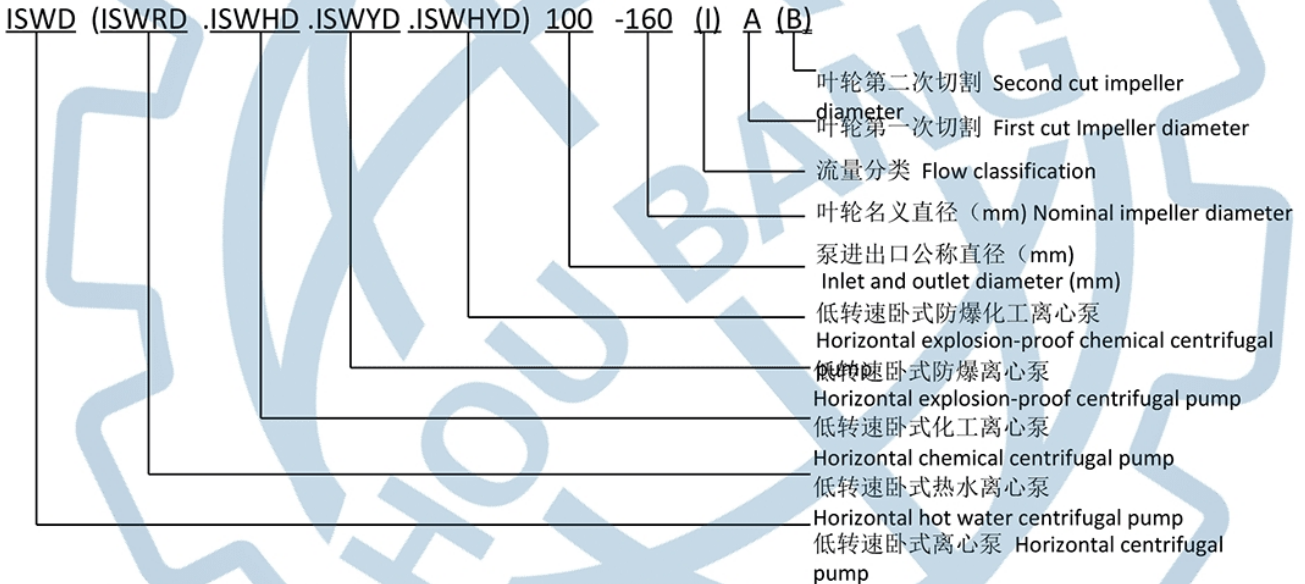 ISWD (ISWRD .ISWHD .ISWYD .ISWHYD) 100 -160 (I) A (B)
叶轮第二次切割 Second cut impeller
diameter
叶轮第一次切割 First cut Impeller diameter
流量分类 Flow classification
叶轮名义直径（mm) Nominal impeller diameter
泵进出口公称直径（mm)
Inlet and outlet diameter (mm)
低转速卧式防爆化工离心泵
Horizontal explosion-proof chemical centrifugal
pump
低转速卧式防爆离心泵
Horizontal explosion-proof centrifugal pump
低转速卧式化工离心泵
Horizontal chemical centrifugal pump
低转速卧式热水离心泵
Horizontal hot water centrifugal pump
低转速卧式离心泵 Horizontal centrifugal
pump
HOU BANG